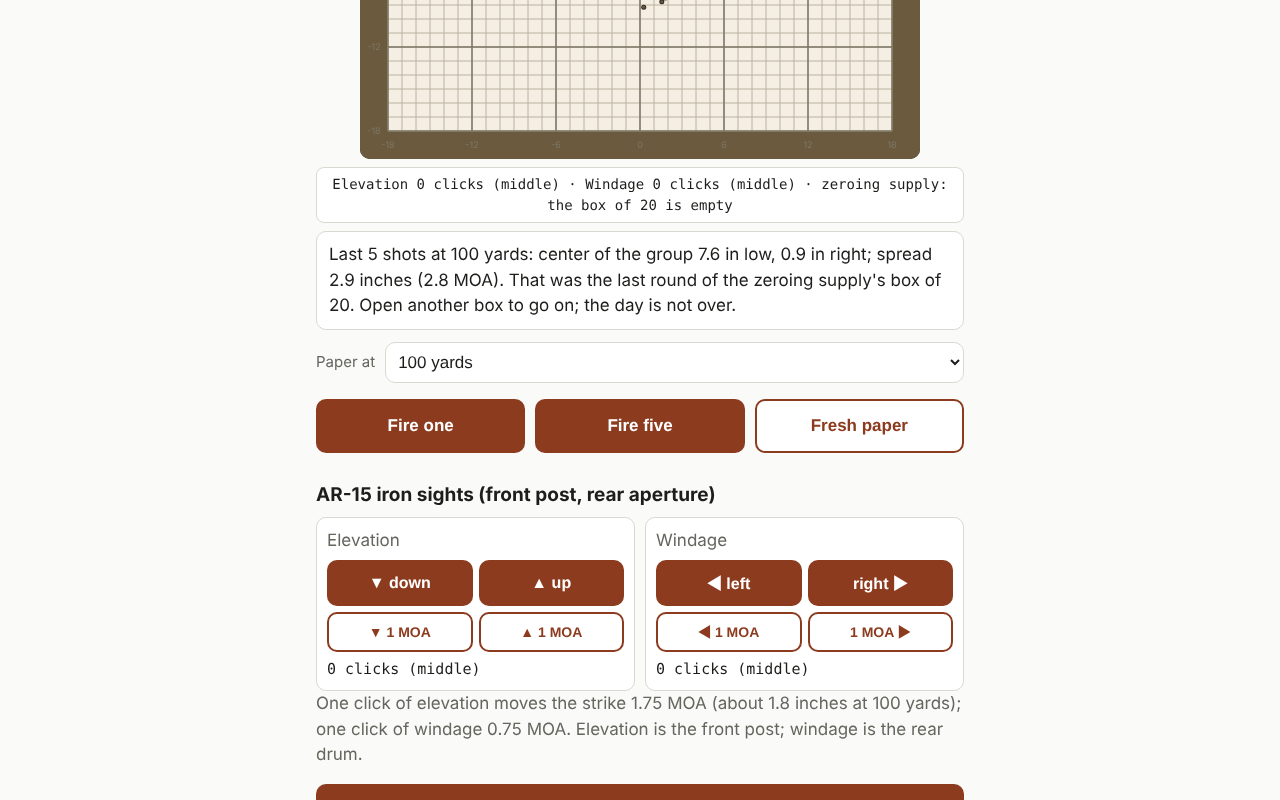 -12
-18
-18 -12 -6 0 6 12 18
Elevation 0 clicks (middle) · Windage 0 clicks (middle) · zeroing supply:
the box of 20 is empty
Last 5 shots at 100 yards: center of the group 7.6 in low, 0.9 in right; spread
2.9 inches (2.8 MOA). That was the last round of the zeroing supply's box of
20. Open another box to go on; the day is not over.
Paper at 100 yards
Fire one Fire five Fresh paper
AR-15 iron sights (front post, rear aperture)
Elevation Windage
▼ down ▲ up ◀ left right ▶
▼ 1 MOA ▲ 1 MOA ◀ 1 MOA 1 MOA ▶
0 clicks (middle) 0 clicks (middle)
One click of elevation moves the strike 1.75 MOA (about 1.8 inches at 100 yards);
one click of windage 0.75 MOA. Elevation is the front post; windage is the rear
drum.